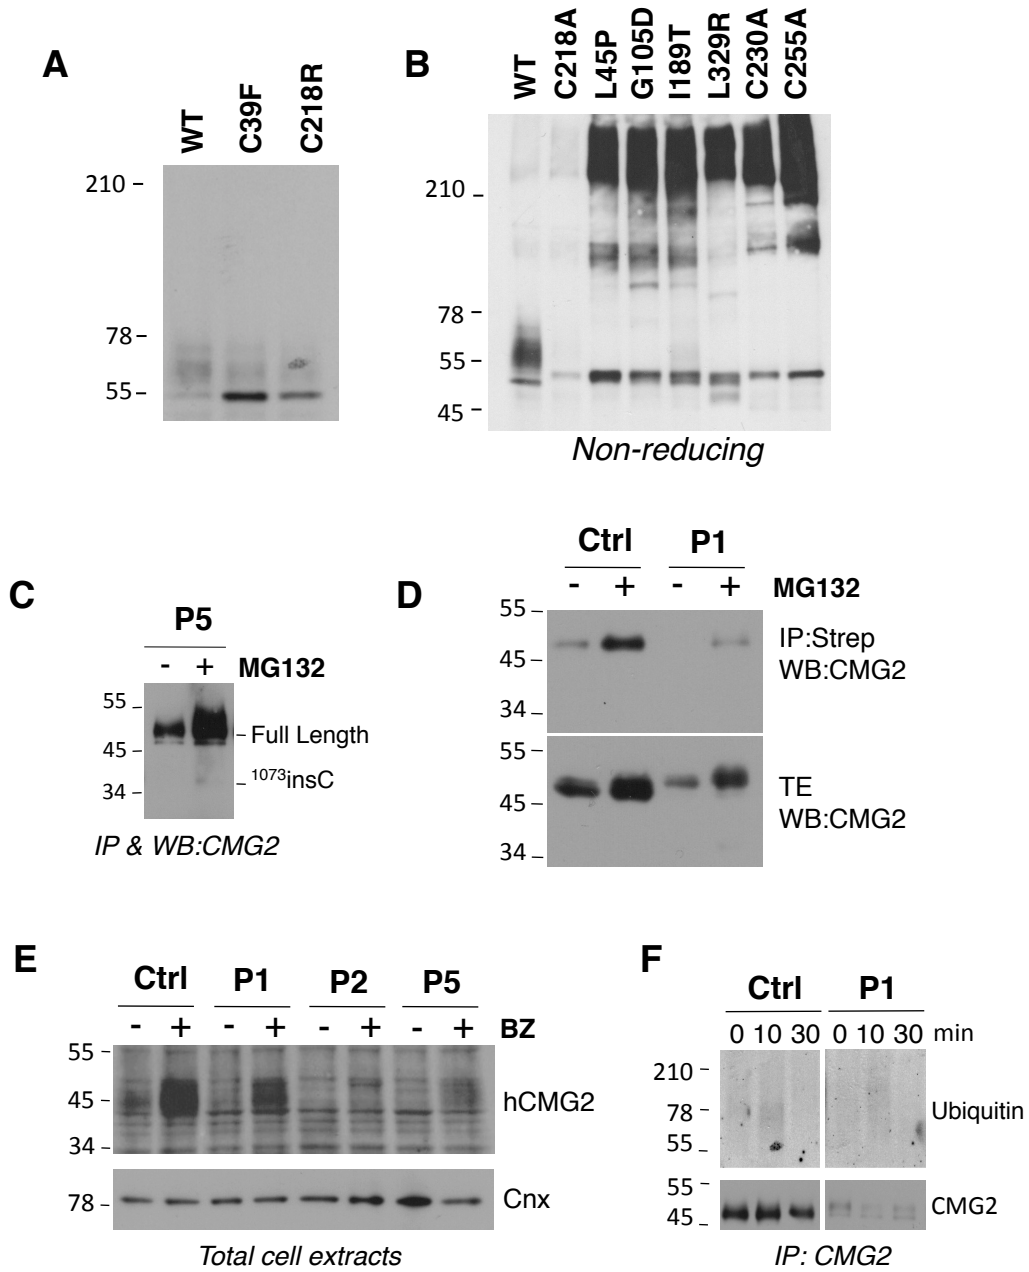 A
WT
C39F
C218R
210
78
55
B
WT
C218A
L45P
G105D
I189T
L329R
C230A
C255A
210
78
55
45
Non-reducing
C
P5
- + MG132
55
45
34
Full Length
1073insC
IP & WB:CMG2
D
Ctrl P1
- + - + MG132
55
45
34
IP:Strep
WB:CMG2
55
45
34
TE
WB:CMG2
E
Ctrl P1 P2 P5
- + - + - + - + BZ
55
45
34
hCMG2
78
Cnx
Total cell extracts
F
Ctrl P1
0 10 30 0 10 30 min
210
78
55
Ubiquitin
55
45
CMG2
IP: CMG2